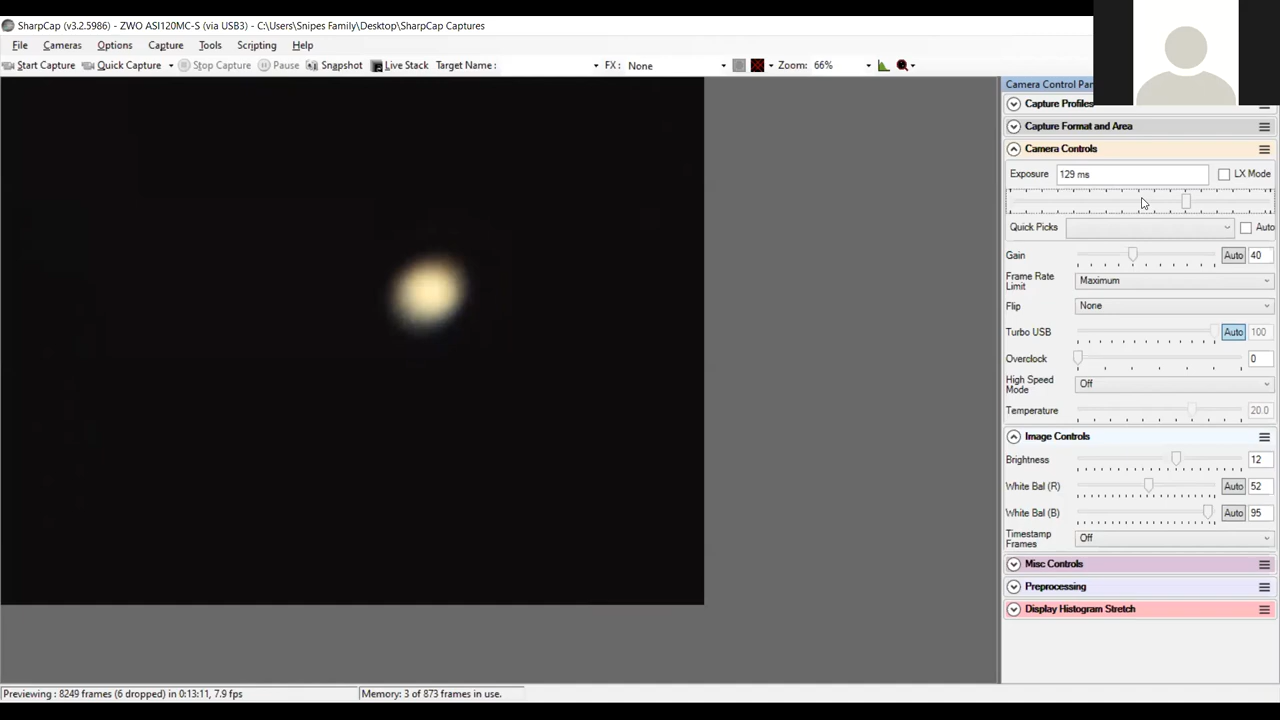 SharpCap (v3.2.5986) - ZWO ASI120MC-S (via USB3) - C:\Users\Snipes Family\Desktop\SharpCap Captures
File Cameras Options Capture Tools Scripting Help
Start Capture Quick Capture Stop Capture Pause Snapshot Live Stack Target Name : FX : None Zoom: 66%
Camera Control Pan
Capture Profiles
Capture Format and Area
Camera Controls
Exposure 129 ms LX Mode
Quick Picks Auto
Gain Auto 40
Frame Rate Limit Maximum
Flip None
Turbo USB Auto 100
Overclock 0
High Speed Mode Off
Temperature 20.0
Image Controls
Brightness 12
White Bal (R) Auto 52
White Bal (B) Auto 95
Timestamp Frames Off
Misc Controls
Preprocessing
Display Histogram Stretch
Previewing : 8249 frames (6 dropped) in 0:13:11, 7.9 fps Memory: 3 of 873 frames in use.